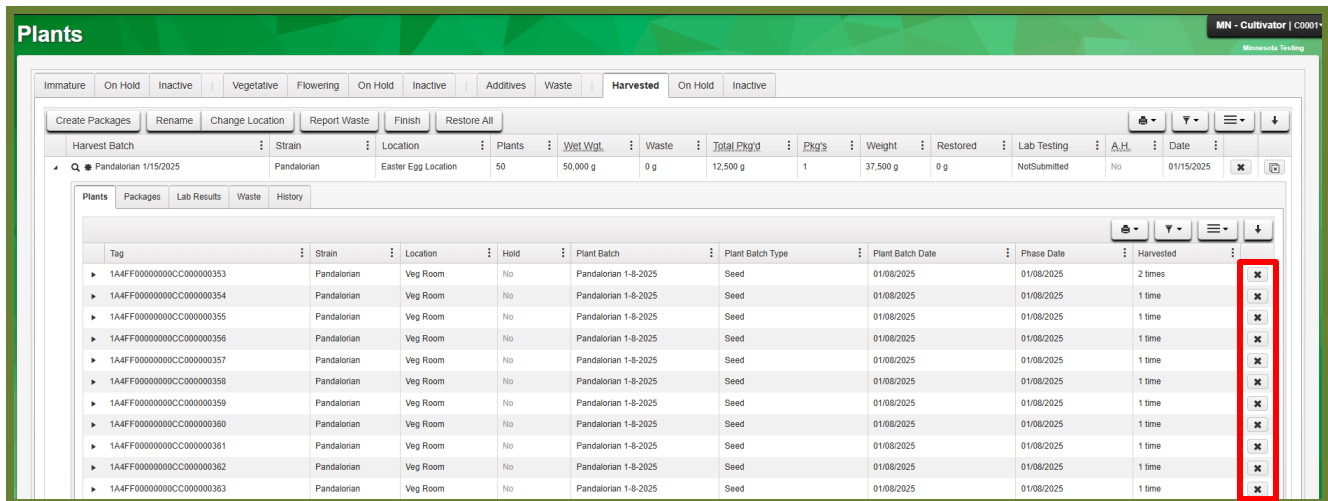 Plants
MN - Cultivator | C0001
Minnesota Testing
Immature On Hold Inactive | Vegetative Flowering On Hold Inactive | Additives Waste | Harvested On Hold Inactive
Create Packages Rename Change Location Report Waste Finish Restore All
Harvest Batch Strain Location Plants Wet Wgt. Waste Total Pkg'd Pkg's Weight Restored Lab Testing A.H. Date
Pandalorian 1/15/2025 Pandalorian Easter Egg Location 50 50,000 g 0 g 12,500 g 1 37,500 g 0 g NotSubmitted No 01/15/2025
Plants Packages Lab Results Waste History
Tag Strain Location Hold Plant Batch Plant Batch Type Plant Batch Date Phase Date Harvested
1A4FF00000000CC000000353 Pandalorian Veg Room No Pandalorian 1-8-2025 Seed 01/08/2025 01/08/2025 2 times
1A4FF00000000CC000000354 Pandalorian Veg Room No Pandalorian 1-8-2025 Seed 01/08/2025 01/08/2025 1 time
1A4FF00000000CC000000355 Pandalorian Veg Room No Pandalorian 1-8-2025 Seed 01/08/2025 01/08/2025 1 time
1A4FF00000000CC000000356 Pandalorian Veg Room No Pandalorian 1-8-2025 Seed 01/08/2025 01/08/2025 1 time
1A4FF00000000CC000000357 Pandalorian Veg Room No Pandalorian 1-8-2025 Seed 01/08/2025 01/08/2025 1 time
1A4FF00000000CC000000358 Pandalorian Veg Room No Pandalorian 1-8-2025 Seed 01/08/2025 01/08/2025 1 time
1A4FF00000000CC000000359 Pandalorian Veg Room No Pandalorian 1-8-2025 Seed 01/08/2025 01/08/2025 1 time
1A4FF00000000CC000000360 Pandalorian Veg Room No Pandalorian 1-8-2025 Seed 01/08/2025 01/08/2025 1 time
1A4FF00000000CC000000361 Pandalorian Veg Room No Pandalorian 1-8-2025 Seed 01/08/2025 01/08/2025 1 time
1A4FF00000000CC000000362 Pandalorian Veg Room No Pandalorian 1-8-2025 Seed 01/08/2025 01/08/2025 1 time
1A4FF00000000CC000000363 Pandalorian Veg Room No Pandalorian 1-8-2025 Seed 01/08/2025 01/08/2025 1 time